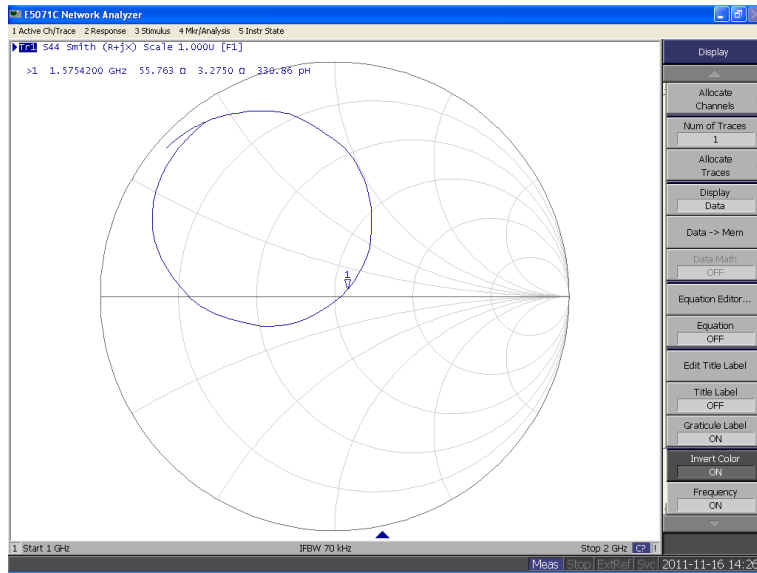 E5071C Network Analyzer
1 Active Ch/Trace 2 Response 3 Stimulus 4 Mkr/Analysis 5 Instr State
Tr1 S44 Smith (R+jX) Scale 1.000U [F1]
>1 1.5754200 GHz 55.763 Ω 3.2750 Ω 330.86 pH
1
Display
Allocate
Channels
Num of Traces
1
Allocate
Traces
Display
Data
Data -> Mem
Data Math
OFF
Equation Editor...
Equation
OFF
Edit Title Label
Title Label
OFF
Graticule Label
ON
Invert Color
ON
Frequency
ON
1 Start 1 GHz IFBW 70 kHz Stop 2 GHz C? !
Meas Stop ExtRef Svc 2011-11-16 14:26